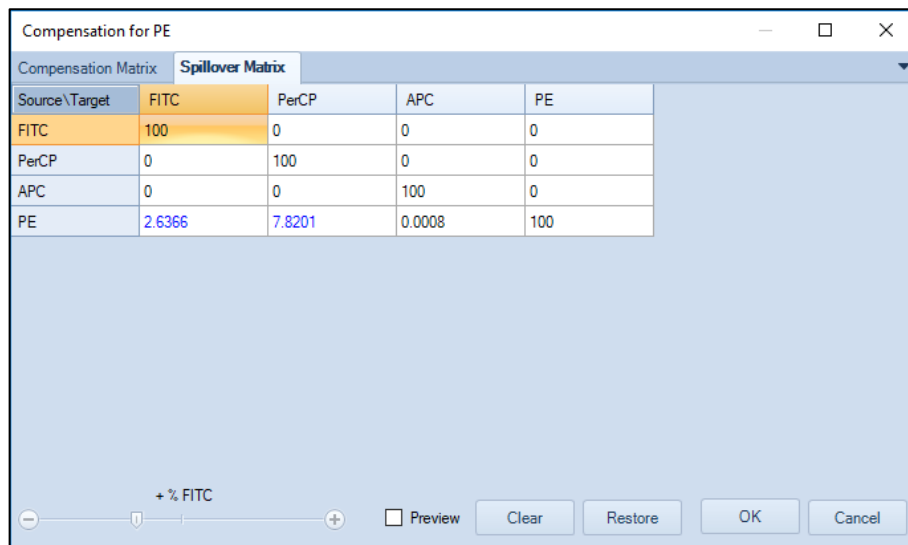 Compensation for PE
Compensation Matrix Spillover Matrix
Source\Target FITC PerCP APC PE
FITC 100 0 0 0
PerCP 0 100 0 0
APC 0 0 100 0
PE 2.6366 7.8201 0.0008 100
+ % FITC
Preview Clear Restore OK Cancel